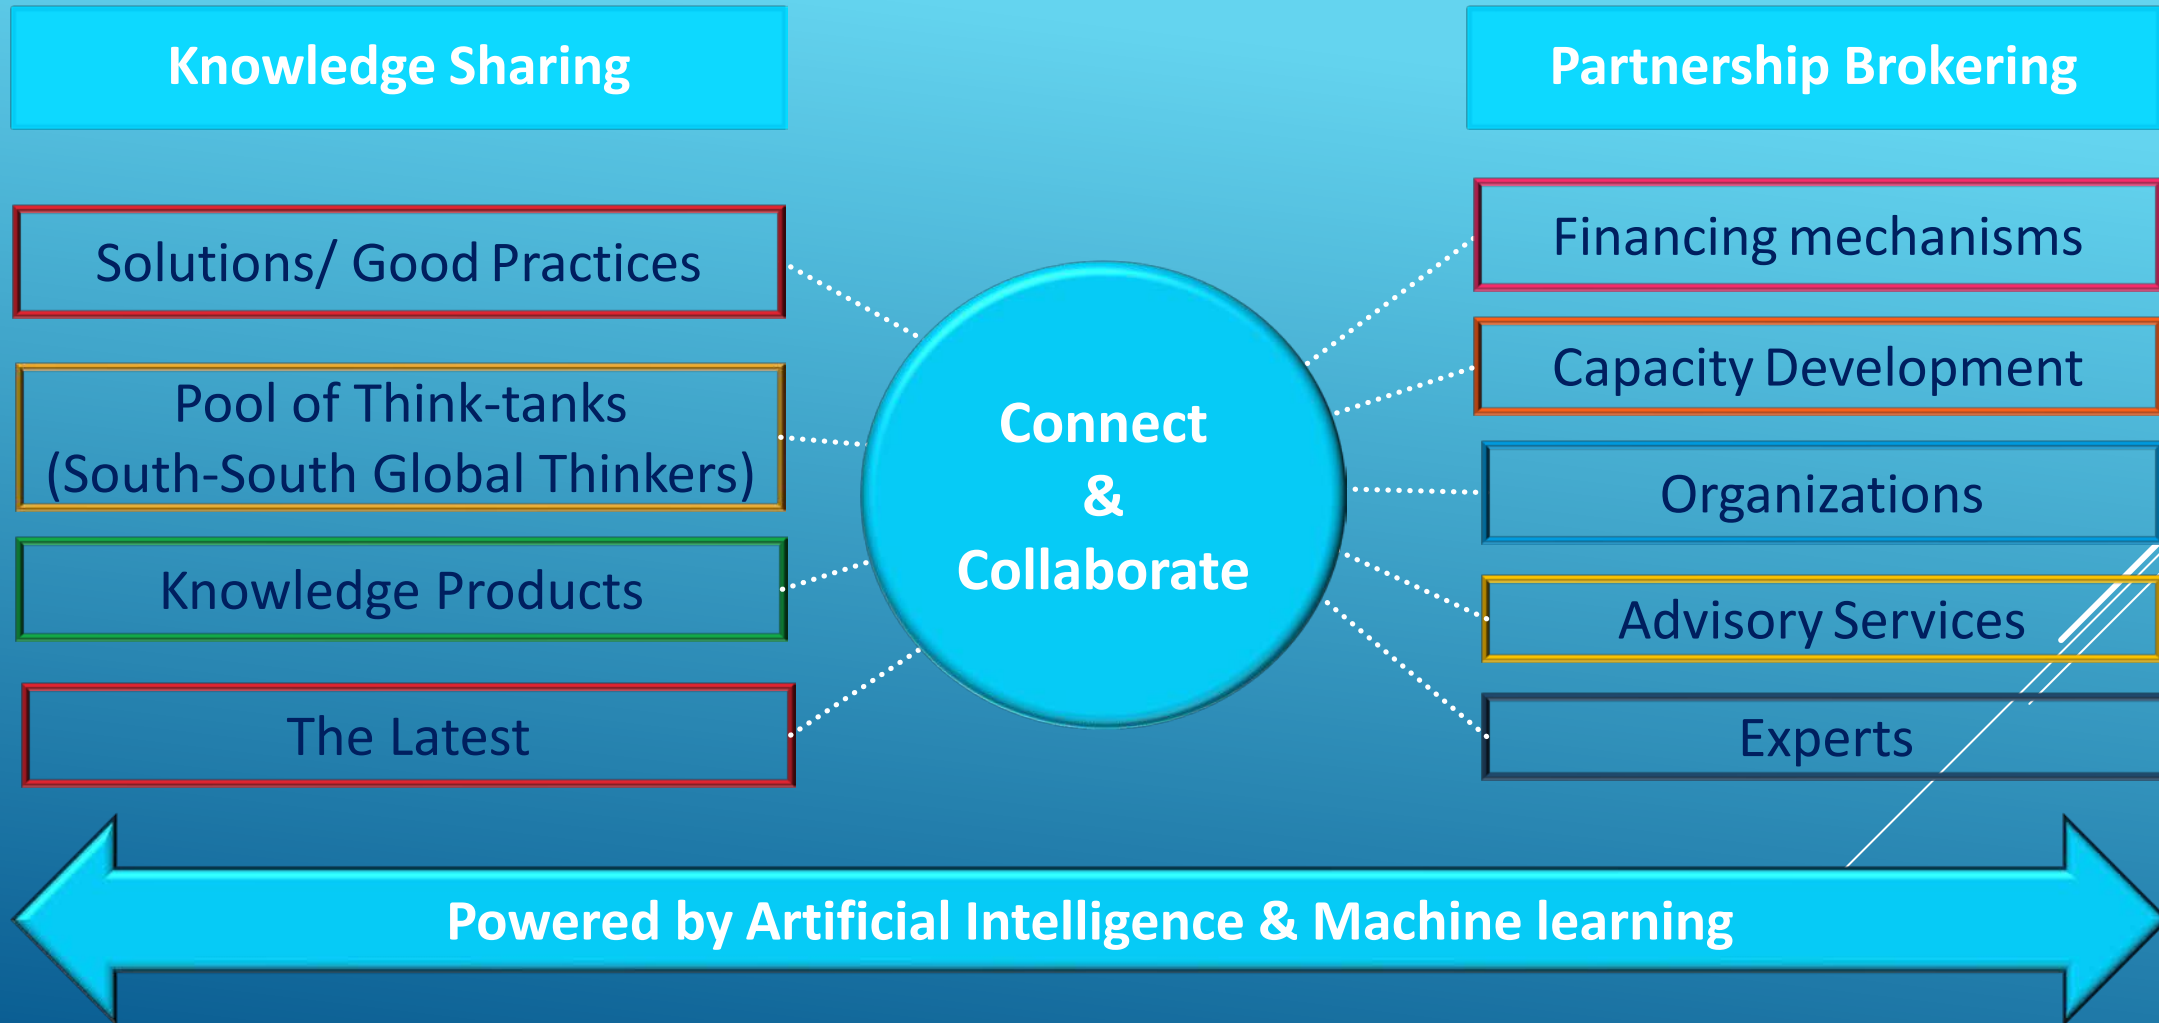 Knowledge Sharing
Solutions/ Good Practices
Pool of Think-tanks
(South-South Global Thinkers)
Knowledge Products
The Latest
Connect
&
Collaborate
Partnership Brokering
Financing mechanisms
Capacity Development
Organizations
Advisory Services
Experts
Powered by Artificial Intelligence & Machine learning